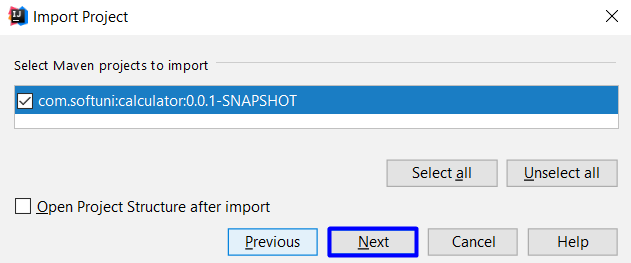 Import Project
Select Maven projects to import
com.softuni:calculator:0.0.1-SNAPSHOT
Select all Unselect all
Open Project Structure after import
Previous Next Cancel Help